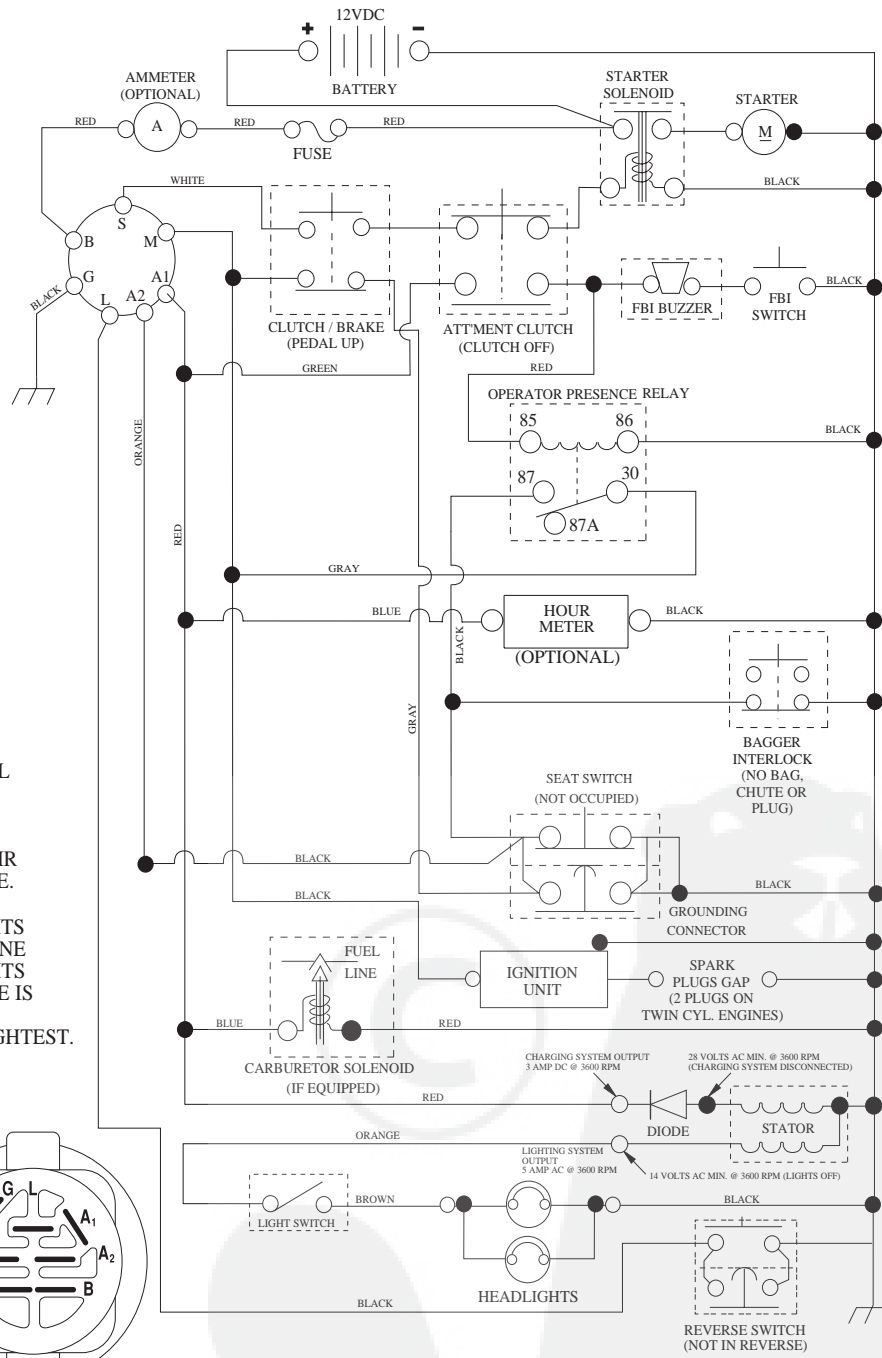 12VDC
+
−
BATTERY
AMMETER
(OPTIONAL)
STARTER
SOLENOID
STARTER
RED
A
RED
RED
M
FUSE
WHITE
BLACK
S
B
M
G
A1
A2
L
BLACK
CLUTCH / BRAKE
(PEDAL UP)
ATT'MENT CLUTCH
(CLUTCH OFF)
FBI BUZZER
FBI
SWITCH
BLACK
GREEN
RED
OPERATOR PRESENCE RELAY
85
86
BLACK
ORANGE
87
30
87A
RED
GRAY
BLUE
HOUR
METER
BLACK
(OPTIONAL)
BLACK
GRAY
BAGGER
INTERLOCK
(NO BAG,
CHUTE OR
PLUG)
L
SEAT SWITCH
(NOT OCCUPIED)
IR
E.
BLACK
BLACK
BLACK
GROUNDING
CONNECTOR
TS
NE
TS
E IS
GHTEST.
FUEL
LINE
IGNITION
UNIT
SPARK
PLUGS GAP
(2 PLUGS ON
TWIN CYL. ENGINES)
©
BLUE
RED
CARBURETOR SOLENOID
(IF EQUIPPED)
CHARGING SYSTEM OUTPUT
3 AMP DC @ 3600 RPM
28 VOLTS AC MIN. @ 3600 RPM
(CHARGING SYSTEM DISCONNECTED)
RED
DIODE
STATOR
ORANGE
LIGHTING SYSTEM
OUTPUT
5 AMP AC @ 3600 RPM
14 VOLTS AC MIN. @ 3600 RPM (LIGHTS OFF)
BROWN
BLACK
LIGHT SWITCH
G L
A1
A2
B
HEADLIGHTS
BLACK
REVERSE SWITCH
(NOT IN REVERSE)